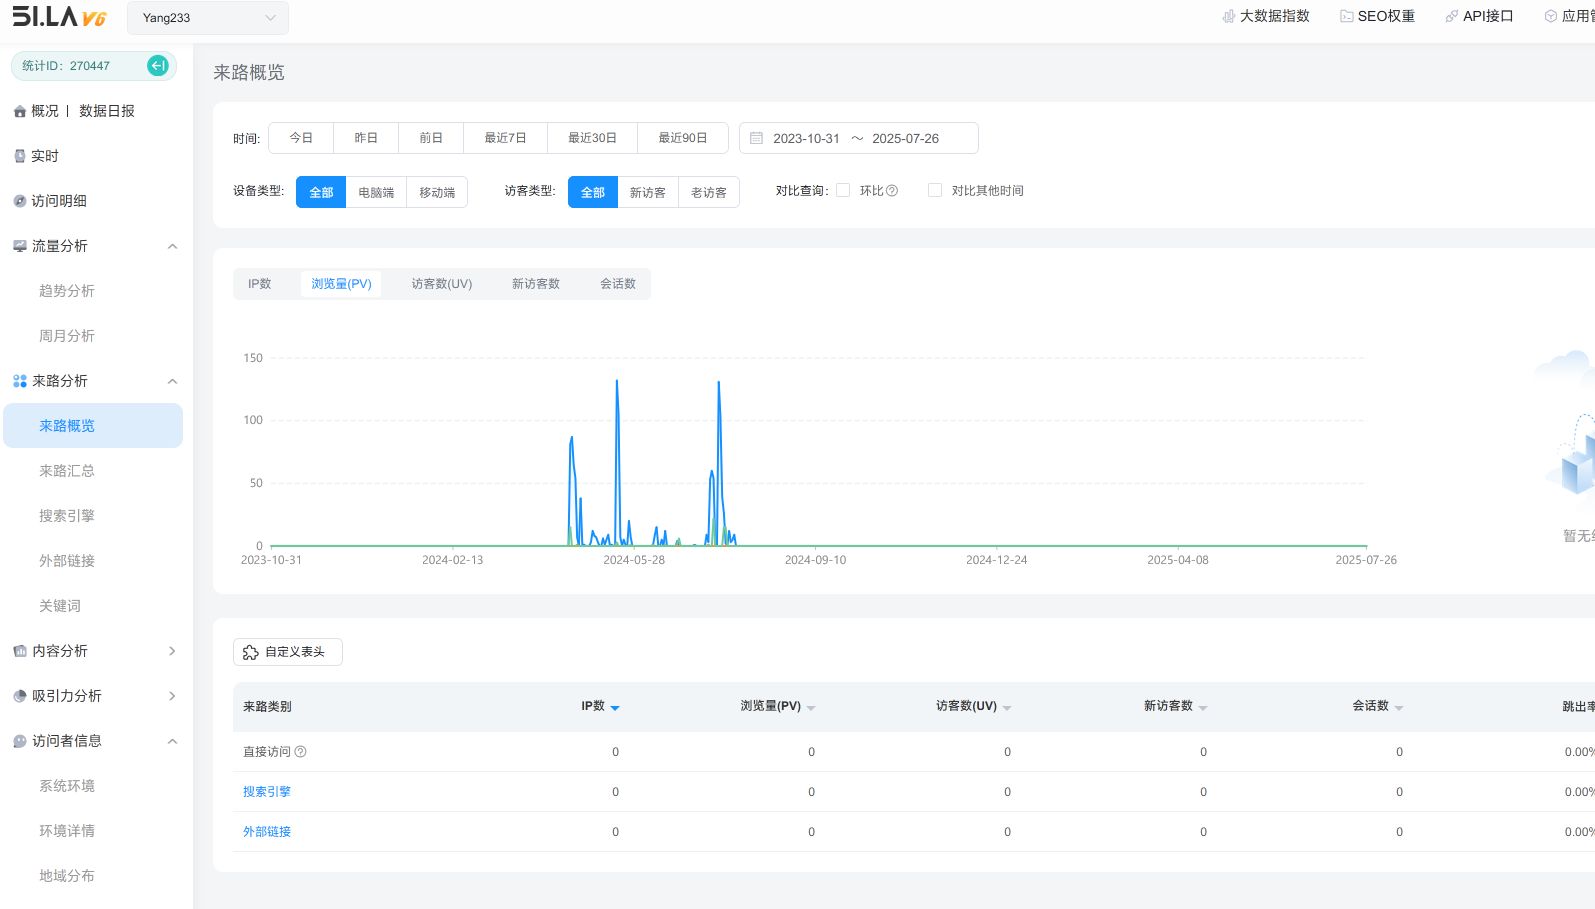 51.LA V6
Yang233
大数据指数
SEO权重
API接口
应用管
统计ID：270447
概况 | 数据日报
实时
访问明细
流量分析
趋势分析
周月分析
来路分析
来路概览
来路汇总
搜索引擎
外部链接
关键词
内容分析
吸引力分析
访问者信息
系统环境
环境详情
地域分布
来路概览
时间: 今日 昨日 前日 最近7日 最近30日 最近90日 2023-10-31 ～ 2025-07-26
设备类型: 全部 电脑端 移动端 访客类型: 全部 新访客 老访客 对比查询: 环比 对比其他时间
IP数 浏览量(PV) 访客数(UV) 新访客数 会话数
150
100
50
0
2023-10-31 2024-02-13 2024-05-28 2024-09-10 2024-12-24 2025-04-08 2025-07-26
暂无
自定义表头
来路类别 IP数 浏览量(PV) 访客数(UV) 新访客数 会话数 跳出率
直接访问 0 0 0 0 0 0.00%
搜索引擎 0 0 0 0 0 0.00%
外部链接 0 0 0 0 0 0.00%